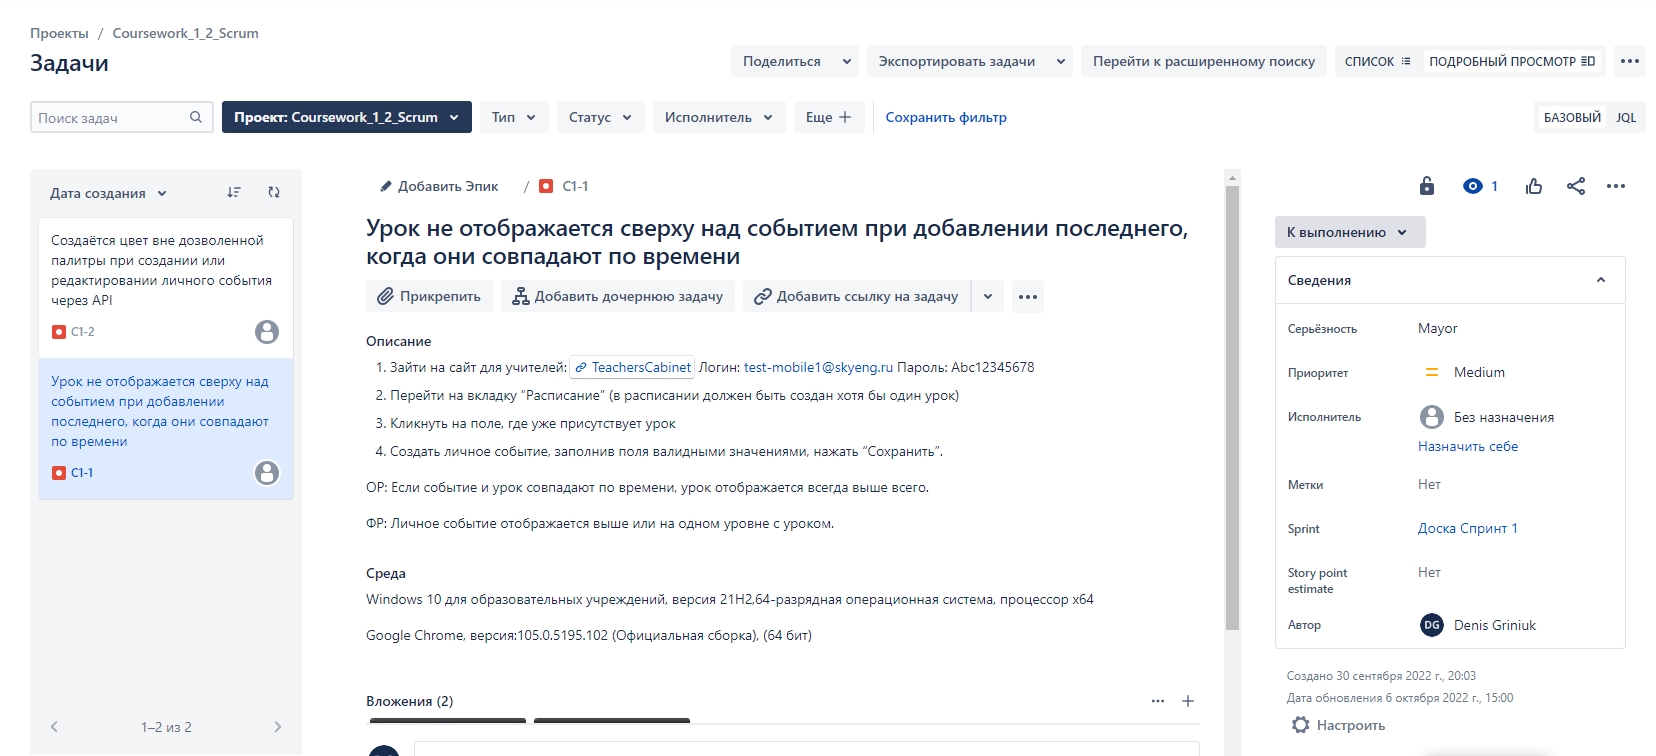 Проекты / Coursework_1_2_Scrum
Задачи
Поделиться
Экспортировать задачи
Перейти к расширенному поиску
СПИСОК
ПОДРОБНЫЙ ПРОСМОТР
Поиск задач
Проект: Coursework_1_2_Scrum
Тип
Статус
Исполнитель
Еще
Сохранить фильтр
БАЗОВЫЙ
JQL
Дата создания
Создаётся цвет вне дозволенной
палитры при создании или
редактировании личного события
через API
C1-2
Урок не отображается сверху над
событием при добавлении
последнего, когда они совпадают
по времени
C1-1
1–2 из 2
Добавить Эпик / C1-1
Урок не отображается сверху над событием при добавлении последнего,
когда они совпадают по времени
Прикрепить
Добавить дочернюю задачу
Добавить ссылку на задачу
Описание
1. Зайти на сайт для учителей: TeachersCabinet Логин: test-mobile1@skyeng.ru Пароль: Abc12345678
2. Перейти на вкладку “Расписание” (в расписании должен быть создан хотя бы один урок)
3. Кликнуть на поле, где уже присутствует урок
4. Создать личное событие, заполнив поля валидными значениями, нажать “Сохранить”.
ОР: Если событие и урок совпадают по времени, урок отображается всегда выше всего.
ФР: Личное событие отображается выше или на одном уровне с уроком.
Среда
Windows 10 для образовательных учреждений, версия 21H2,64-разрядная операционная система, процессор x64
Google Chrome, версия:105.0.5195.102 (Официальная сборка), (64 бит)
Вложения (2)
1
К выполнению
Сведения
Серьёзность Mayor
Приоритет Medium
Исполнитель Без назначения
Назначить себе
Метки Нет
Sprint Доска Спринт 1
Story point Нет
estimate
Автор DG Denis Griniuk
Создано 30 сентября 2022 г., 20:03
Дата обновления 6 октября 2022 г., 15:00
Настроить